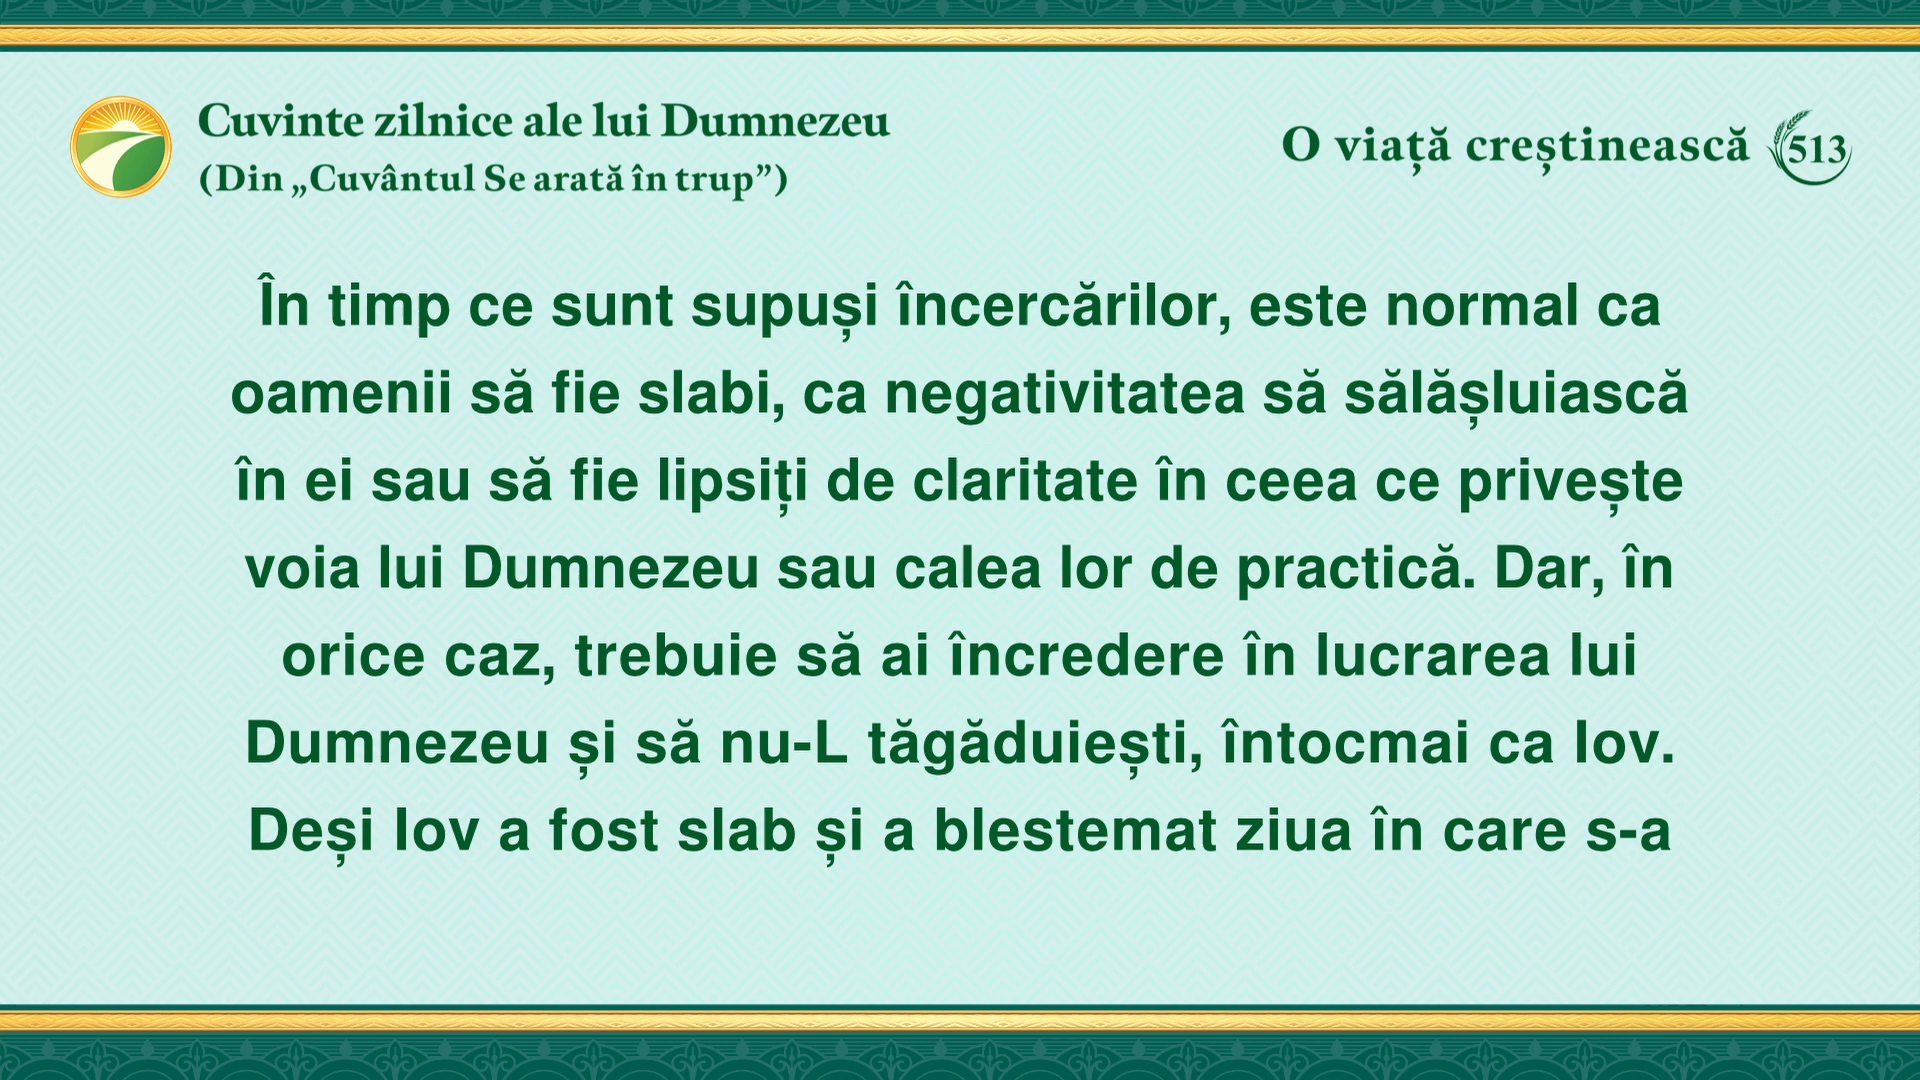 Cuvinte zilnice ale lui Dumnezeu
(Din „Cuvântul Se arată în trup”)
O viață creștinească 513
În timp ce sunt supuși încercărilor, este normal ca
oamenii să fie slabi, ca negativitatea să sălășluiască
în ei sau să fie lipsiți de claritate în ceea ce privește
voia lui Dumnezeu sau calea lor de practică. Dar, în
orice caz, trebuie să ai încredere în lucrarea lui
Dumnezeu și să nu-L tăgăduiești, întocmai ca Iov.
Deși Iov a fost slab și a blestemat ziua în care s-a